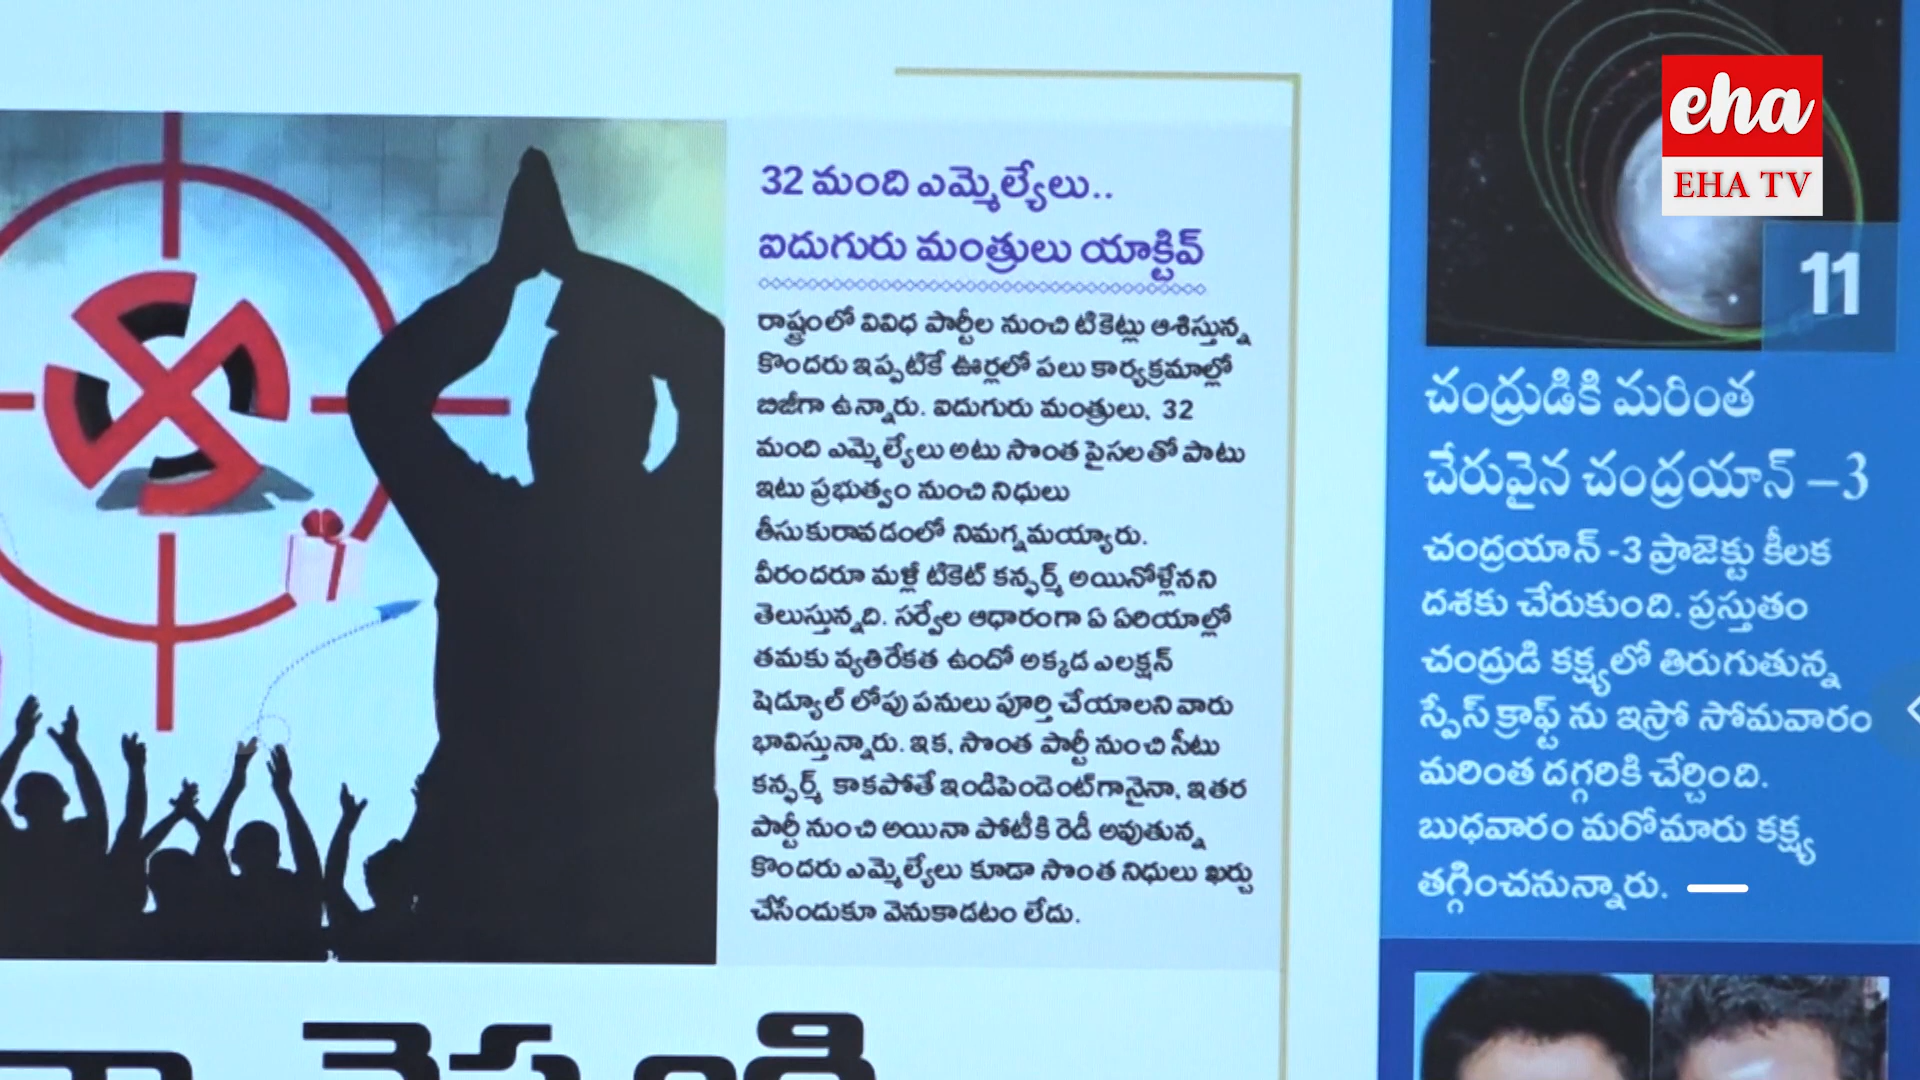 32 మంది ఎమ్మెల్యేలు..
ఐదుగురు మంత్రులు యాక్టివ్
రాష్ట్రంలో వివిధ పార్టీల నుంచి టికెట్లు ఆశిస్తున్న
కొందరు ఇప్పటికే ఊర్లలో పలు కార్యక్రమాల్లో
బిజీగా ఉన్నారు. ఐదుగురు మంత్రులు, 32
మంది ఎమ్మెల్యేలు అటు సొంత పైసలతో పాటు
ఇటు ప్రభుత్వం నుంచి నిధులు
తీసుకురావడంలో నిమగ్నమయ్యారు.
వీరందరూ మళ్లీ టికెట్ కన్ఫర్మ్ అయినోళ్లేనని
తెలుస్తున్నది. సర్వేల ఆధారంగా ఏ ఏరియాల్లో
తమకు వ్యతిరేకత ఉందో అక్కడ ఎలక్షన్
షెడ్యూల్ లోపు పనులు పూర్తి చేయాలని వారు
భావిస్తున్నారు. ఇక, సొంత పార్టీ నుంచి సీటు
కన్ఫర్మ్ కాకపోతే ఇండిపెండెంట్‌గానైనా, ఇతర
పార్టీ నుంచి అయినా పోటీకి రెడీ అవుతున్న
కొందరు ఎమ్మెల్యేలు కూడా సొంత నిధులు ఖర్చు
చేసేందుకూ వెనుకాడటం లేదు.
eha
EHA TV
11
చంద్రుడికి మరింత
చేరువైన చంద్రయాన్ –3
చంద్రయాన్ -3 ప్రాజెక్టు కీలక
దశకు చేరుకుంది. ప్రస్తుతం
చంద్రుడి కక్ష్యలో తిరుగుతున్న
స్పేస్ క్రాఫ్ట్ ను ఇస్రో సోమవారం
మరింత దగ్గరికి చేర్చింది.
బుధవారం మరోమారు కక్ష్య
తగ్గించనున్నారు.